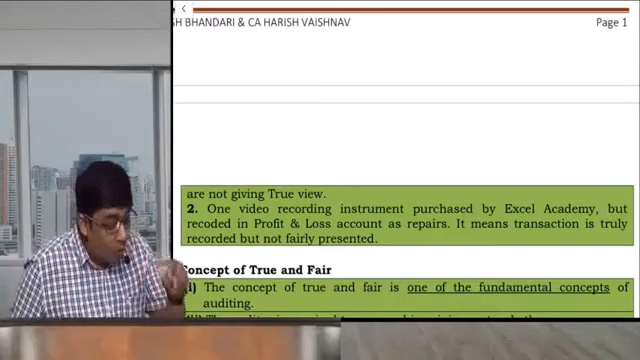 SH BHANDARI & CA HARISH VAISHNAV Page 1
are not giving True view.
2. One video recording instrument purchased by Excel Academy, but
recoded in Profit & Loss account as repairs. It means transaction is truly
recorded but not fairly presented.
Concept of True and Fair
(i) The concept of true and fair is one of the fundamental concepts of
auditing.